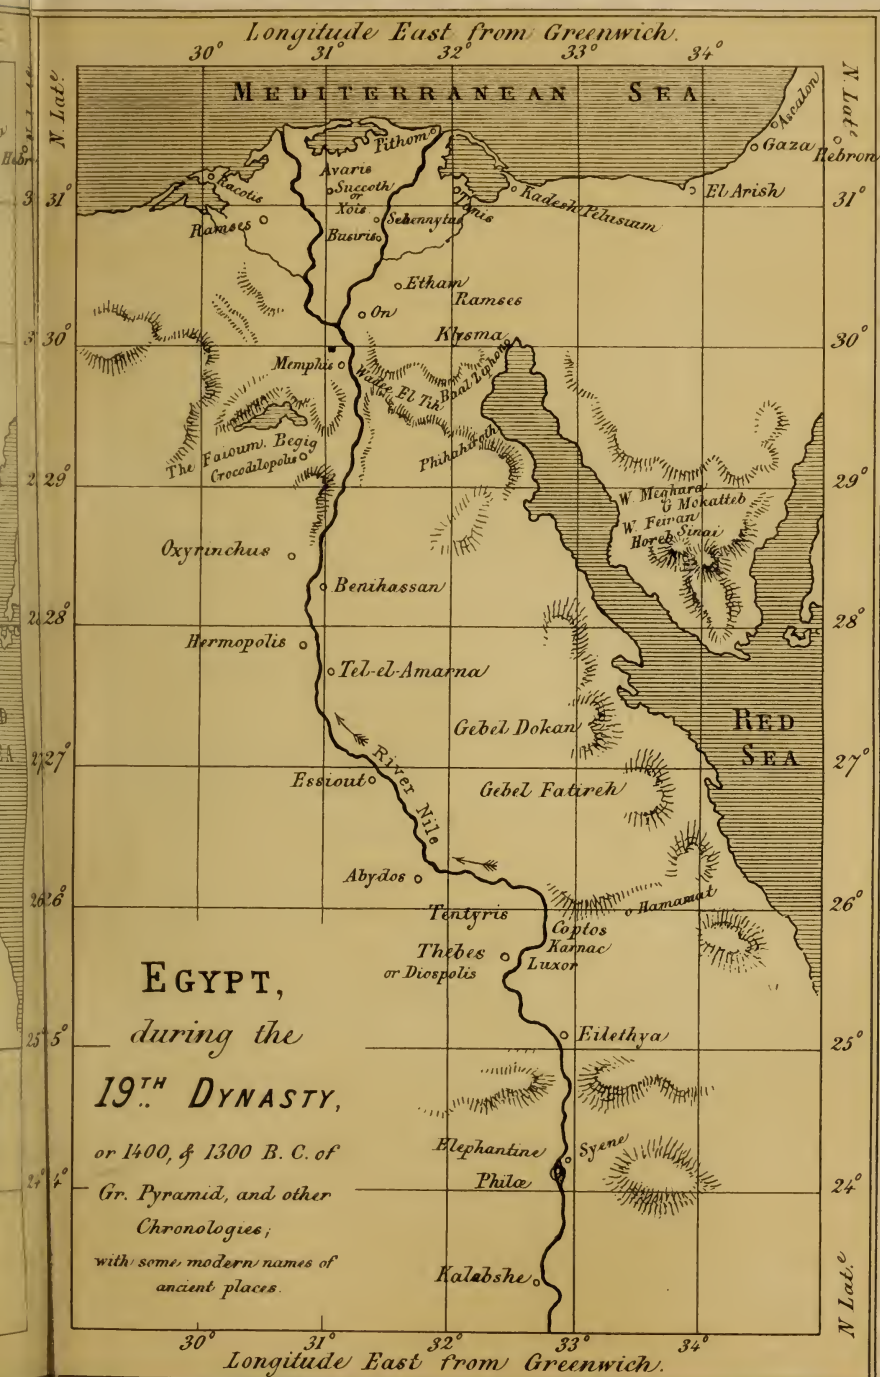 Longitude East from Greenwich.
30° 31° 32° 33° 34°
N. Lat.
N Late
MEDITERRANEAN SEA.
Ascalon
Gaza
Hebron
Pithom
Racotis
Avaris
Succoth
or
Xois
Sebennytus
Tanis
Kadesh Pelusium
El Arish
31°
31°
Ramses
Busiris
Etham
Ramses
On
Klysma
30°
30°
Memphis
Wadee El Tih
Baal Ziphon
The Faioum. Begig
Crocodilopolis
Phihahiroth
29°
29°
W. Meghara
G Mokatteb
W. Feiran
Horeb Sinai
Oxyrinchus
Benihassan
28°
28°
Hermopolis
Tel-el-Amarna
Gebel Dokan
RED
SEA
27°
27°
River Nile
Essiout
Gebel Fatireh
Abydos
Hamamat
26°
26°
Tentyris
Coptos
Karnac
Thebes
or Diospolis
Luxor
EGYPT,
during the
19TH DYNASTY,
or 1400, & 1300 B. C. of
Gr. Pyramid, and other
Chronologies;
with some modern names of
ancient places.
Eilethya
25°
5°
Elephantine
Syene
Philœ
24°
4°
Kalabshe
N Lat.e
30° 31° 32° 33° 34°
Longitude East from Greenwich.